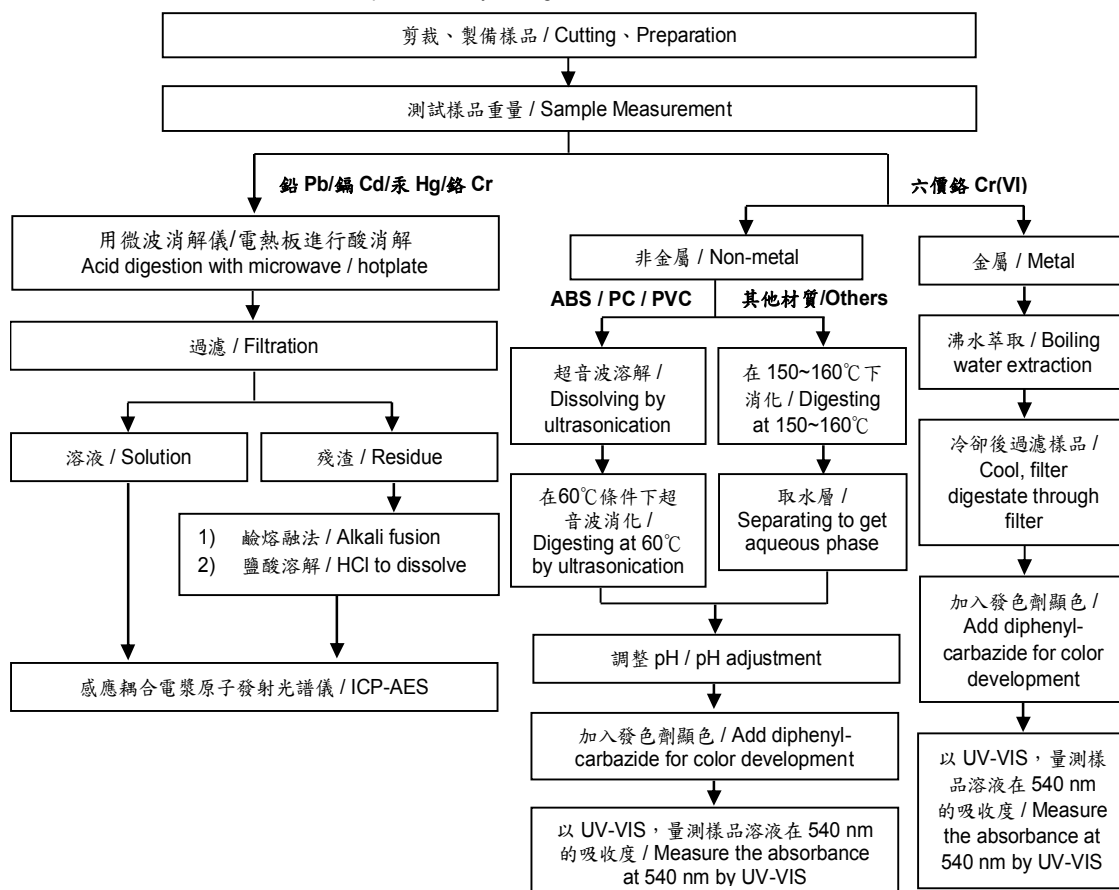 剪裁、製備樣品 / Cutting、Preparation
測試樣品重量 / Sample Measurement
鉛 Pb/鎘 Cd/汞 Hg/鉻 Cr
六價鉻 Cr(VI)
用微波消解儀/電熱板進行酸消解
Acid digestion with microwave / hotplate
過濾 / Filtration
溶液 / Solution
殘渣 / Residue
1) 鹼熔融法 / Alkali fusion
2) 鹽酸溶解 / HCl to dissolve
感應耦合電漿原子發射光譜儀 / ICP-AES
非金屬 / Non-metal
ABS / PC / PVC
其他材質/Others
超音波溶解 /
Dissolving by
ultrasonication
在60℃條件下超
音波消化 /
Digesting at 60℃
by ultrasonication
在 150~160℃下
消化 / Digesting
at 150~160℃
取水層 /
Separating to get
aqueous phase
調整 pH / pH adjustment
加入發色劑顯色 / Add diphenyl-
carbazide for color development
以 UV-VIS,量測樣品溶液在 540 nm
的吸收度 / Measure the absorbance
at 540 nm by UV-VIS
金屬 / Metal
沸水萃取 / Boiling
water extraction
冷卻後過濾樣品 /
Cool, filter
digestate through
filter
加入發色劑顯色 /
Add diphenyl-
carbazide for color
development
以 UV-VIS,量測樣
品溶液在 540 nm
的吸收度 / Measure
the absorbance at
540 nm by UV-VIS